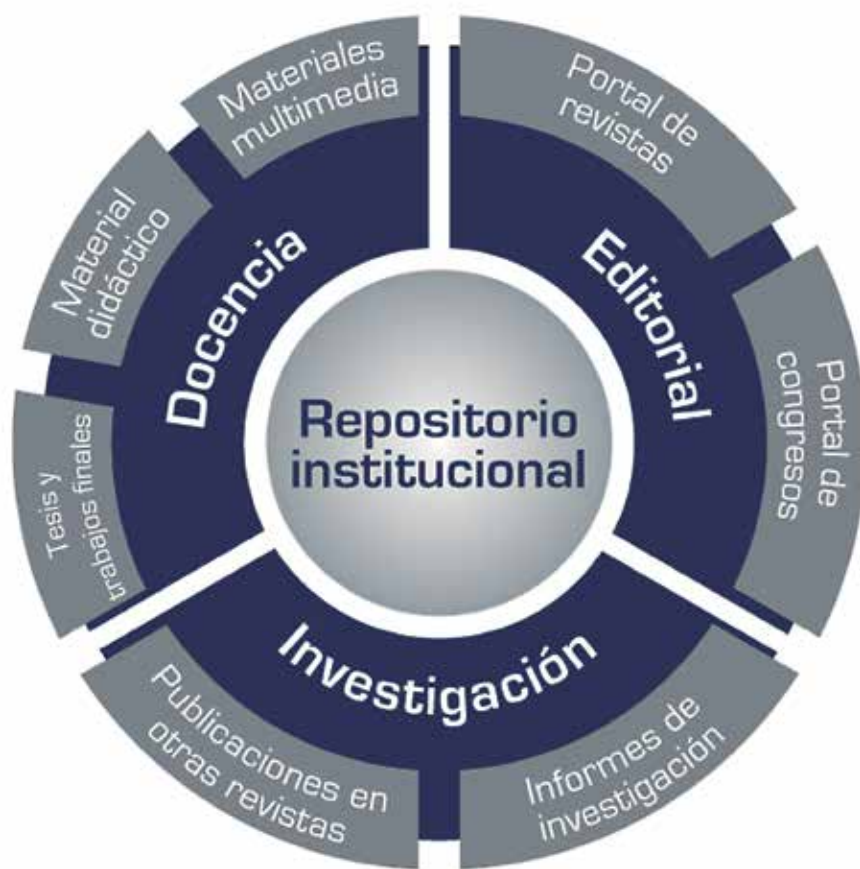 Repositorio
institucional
Docencia
Materiales
multimedia
Material
didáctico
Tesis y
trabajos finales
Editorial
Portal de
revistas
Portal de
congresos
Investigación
Informes de
investigación
Publicaciones en
otras revistas